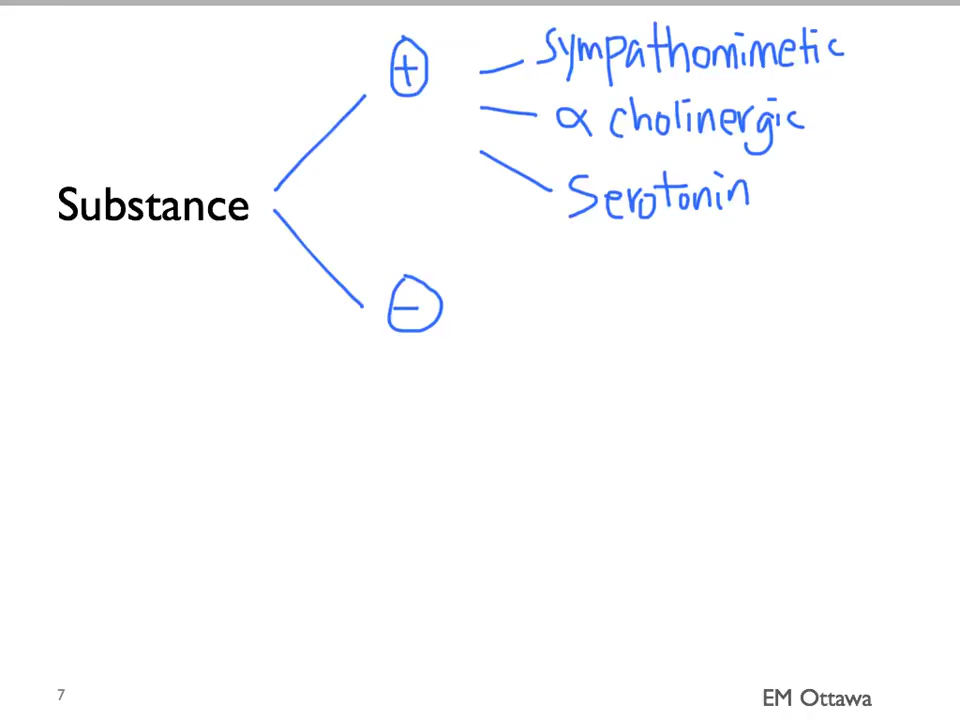 ⊕
Sympathomimetic
α cholinergic
Serotonin
Substance
⊖
7
EM Ottawa